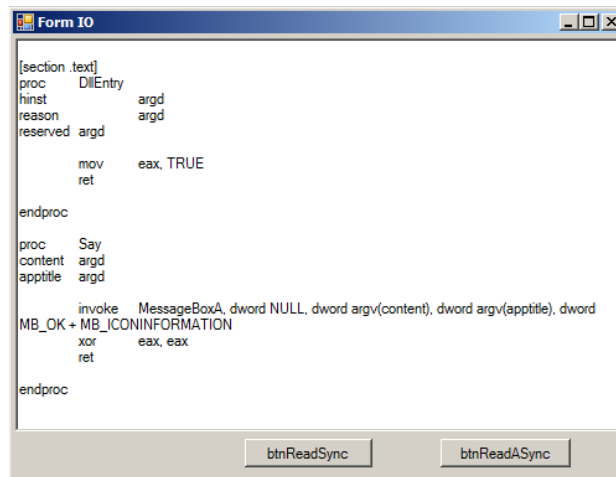 Form IO
[section .text]
proc DllEntry
hinst argd
reason argd
reserved argd
mov eax, TRUE
ret
endproc
proc Say
content argd
apptitle argd
invoke MessageBoxA, dword NULL, dword argv(content), dword argv(apptitle), dword
MB_OK + MB_ICONINFORMATION
xor eax, eax
ret
endproc
btnReadSync btnReadASync